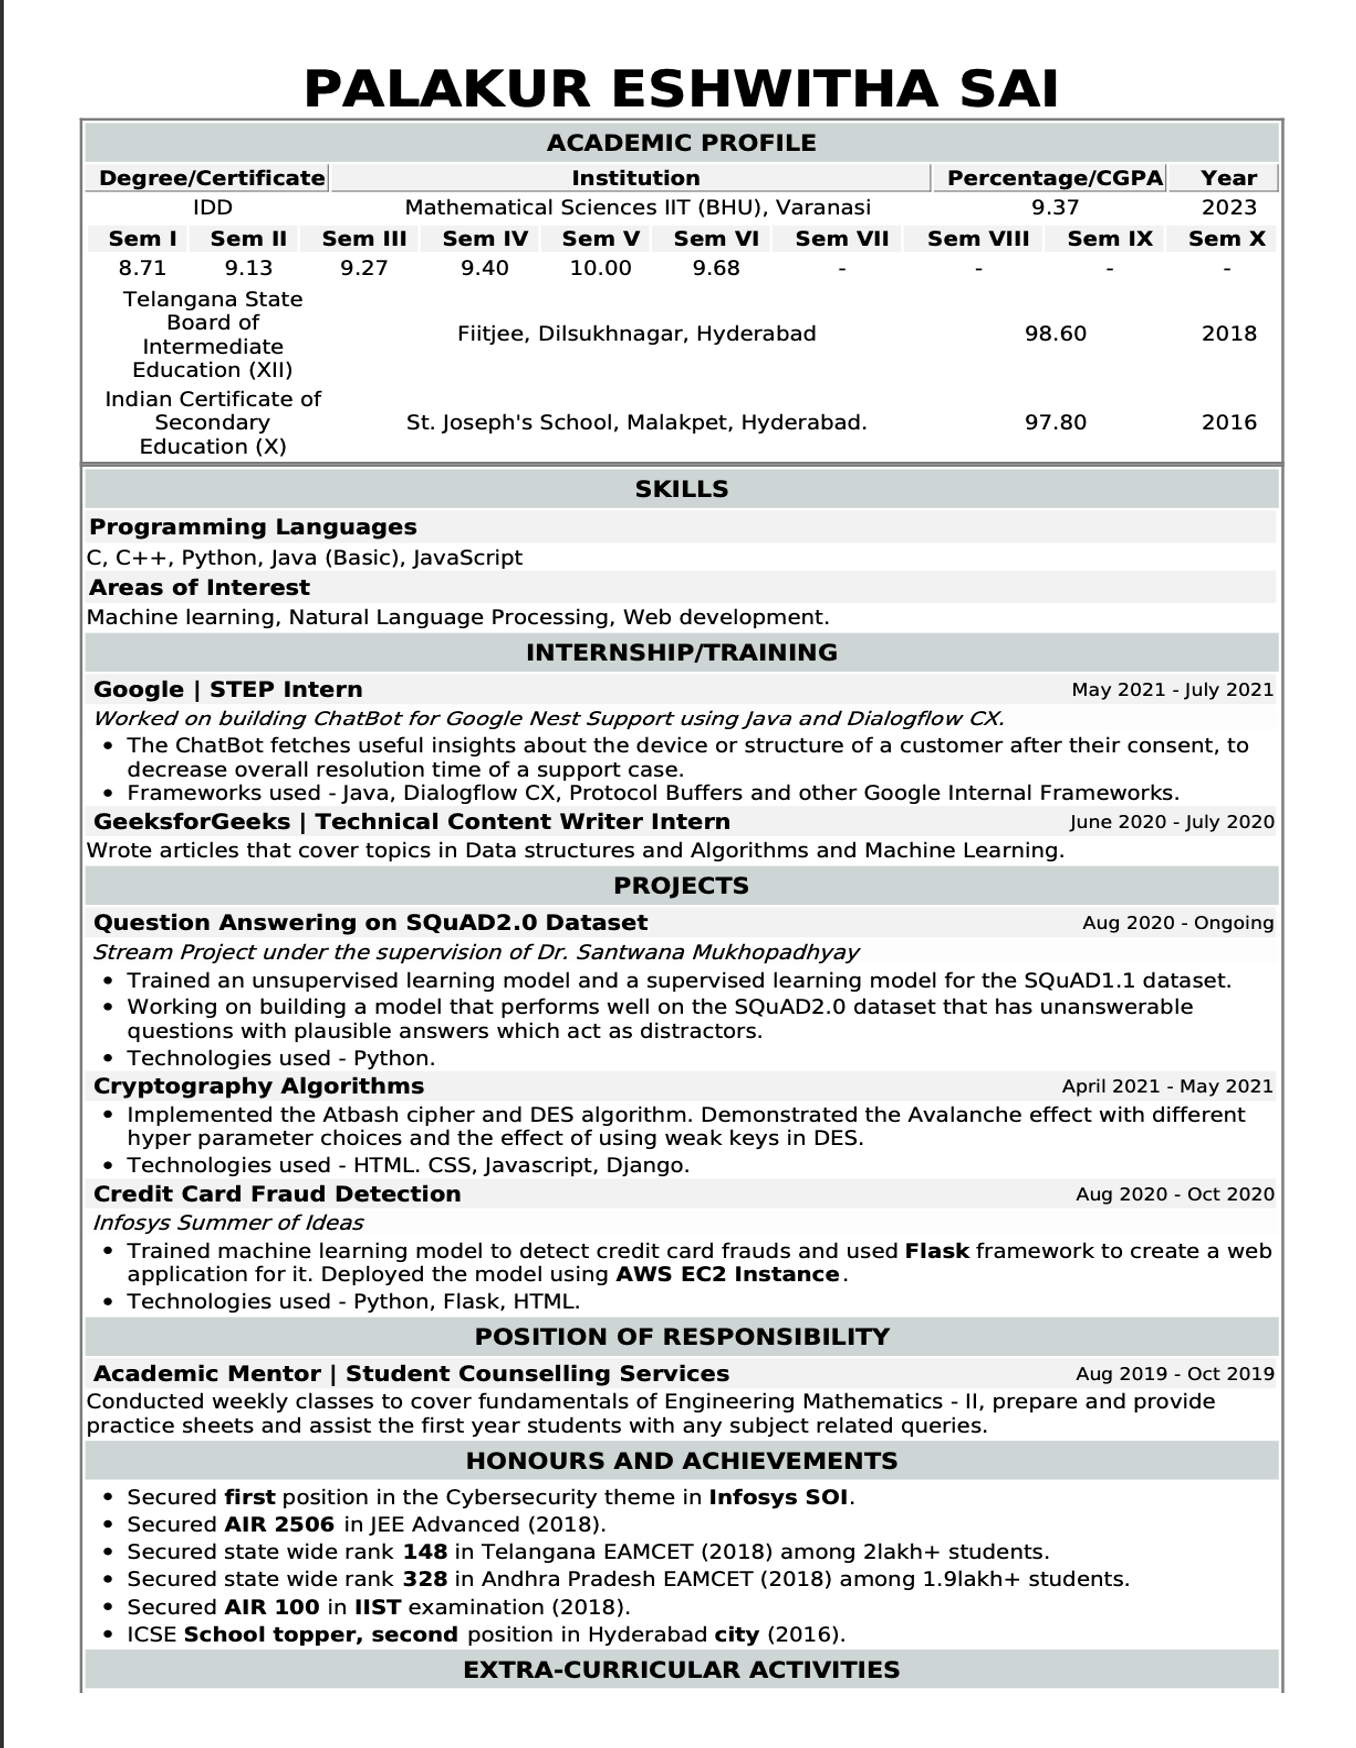 PALAKUR ESHWITHA SAI
ACADEMIC PROFILE
Degree/Certificate Institution Percentage/CGPA Year
IDD Mathematical Sciences IIT (BHU), Varanasi 9.37 2023
Sem I Sem II Sem III Sem IV Sem V Sem VI Sem VII Sem VIII Sem IX Sem X
8.71 9.13 9.27 9.40 10.00 9.68 - - - -
Telangana State
Board of
Intermediate
Education (XII)
Fiitjee, Dilsukhnagar, Hyderabad 98.60 2018
Indian Certificate of
Secondary
Education (X)
St. Joseph's School, Malakpet, Hyderabad. 97.80 2016
SKILLS
Programming Languages
C, C++, Python, Java (Basic), JavaScript
Areas of Interest
Machine learning, Natural Language Processing, Web development.
INTERNSHIP/TRAINING
Google | STEP Intern May 2021 - July 2021
Worked on building ChatBot for Google Nest Support using Java and Dialogflow CX.
• The ChatBot fetches useful insights about the device or structure of a customer after their consent, to
decrease overall resolution time of a support case.
• Frameworks used - Java, Dialogflow CX, Protocol Buffers and other Google Internal Frameworks.
GeeksforGeeks | Technical Content Writer Intern June 2020 - July 2020
Wrote articles that cover topics in Data structures and Algorithms and Machine Learning.
PROJECTS
Question Answering on SQuAD2.0 Dataset Aug 2020 - Ongoing
Stream Project under the supervision of Dr. Santwana Mukhopadhyay
• Trained an unsupervised learning model and a supervised learning model for the SQuAD1.1 dataset.
• Working on building a model that performs well on the SQuAD2.0 dataset that has unanswerable
questions with plausible answers which act as distractors.
• Technologies used - Python.
Cryptography Algorithms April 2021 - May 2021
• Implemented the Atbash cipher and DES algorithm. Demonstrated the Avalanche effect with different
hyper parameter choices and the effect of using weak keys in DES.
• Technologies used - HTML. CSS, Javascript, Django.
Credit Card Fraud Detection Aug 2020 - Oct 2020
Infosys Summer of Ideas
• Trained machine learning model to detect credit card frauds and used Flask framework to create a web
application for it. Deployed the model using AWS EC2 Instance.
• Technologies used - Python, Flask, HTML.
POSITION OF RESPONSIBILITY
Academic Mentor | Student Counselling Services Aug 2019 - Oct 2019
Conducted weekly classes to cover fundamentals of Engineering Mathematics - II, prepare and provide
practice sheets and assist the first year students with any subject related queries.
HONOURS AND ACHIEVEMENTS
• Secured first position in the Cybersecurity theme in Infosys SOI.
• Secured AIR 2506 in JEE Advanced (2018).
• Secured state wide rank 148 in Telangana EAMCET (2018) among 2lakh+ students.
• Secured state wide rank 328 in Andhra Pradesh EAMCET (2018) among 1.9lakh+ students.
• Secured AIR 100 in IIST examination (2018).
• ICSE School topper, second position in Hyderabad city (2016).
EXTRA-CURRICULAR ACTIVITIES